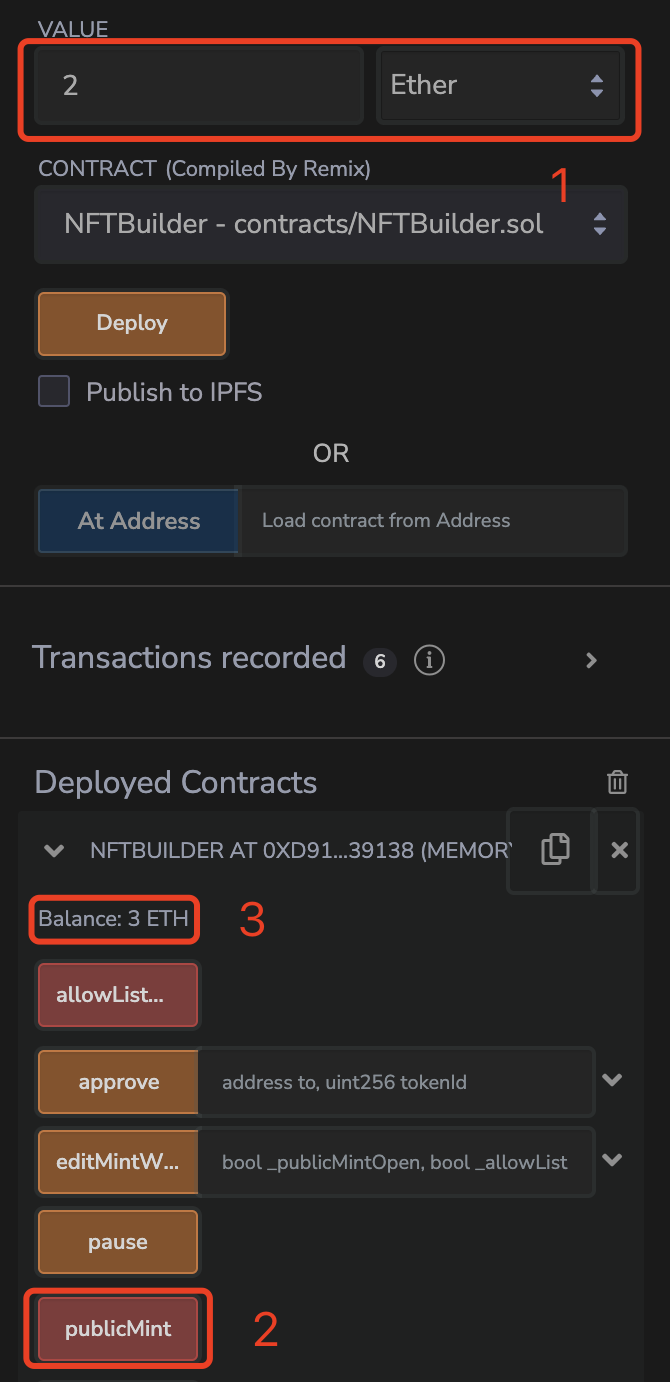 VALUE
2
Ether
CONTRACT (Compiled By Remix)
1
NFTBuilder - contracts/NFTBuilder.sol
Deploy
Publish to IPFS
OR
At Address
Load contract from Address
Transactions recorded 6 i
Deployed Contracts
NFTBUILDER AT 0XD91...39138 (MEMORY
Balance: 3 ETH
3
allowList...
approve
address to, uint256 tokenId
editMintW...
bool _publicMintOpen, bool _allowList
pause
publicMint
2